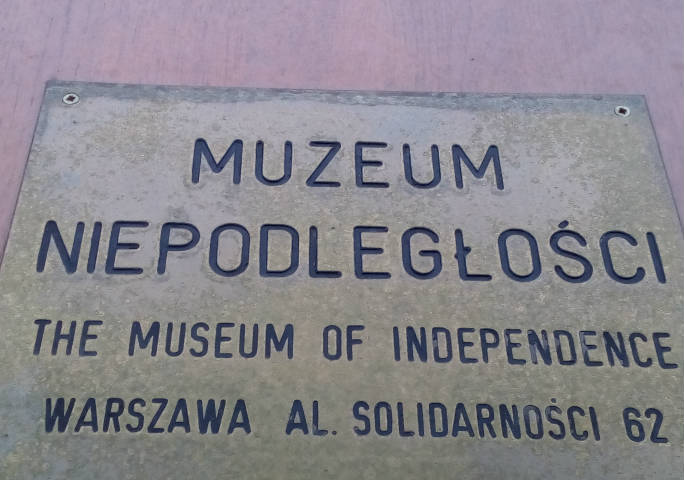 MUZEUM
NIEPODLEGŁOŚCI
THE MUSEUM OF INDEPENDENCE
WARSZAWA AL. SOLIDARNOŚCI 62